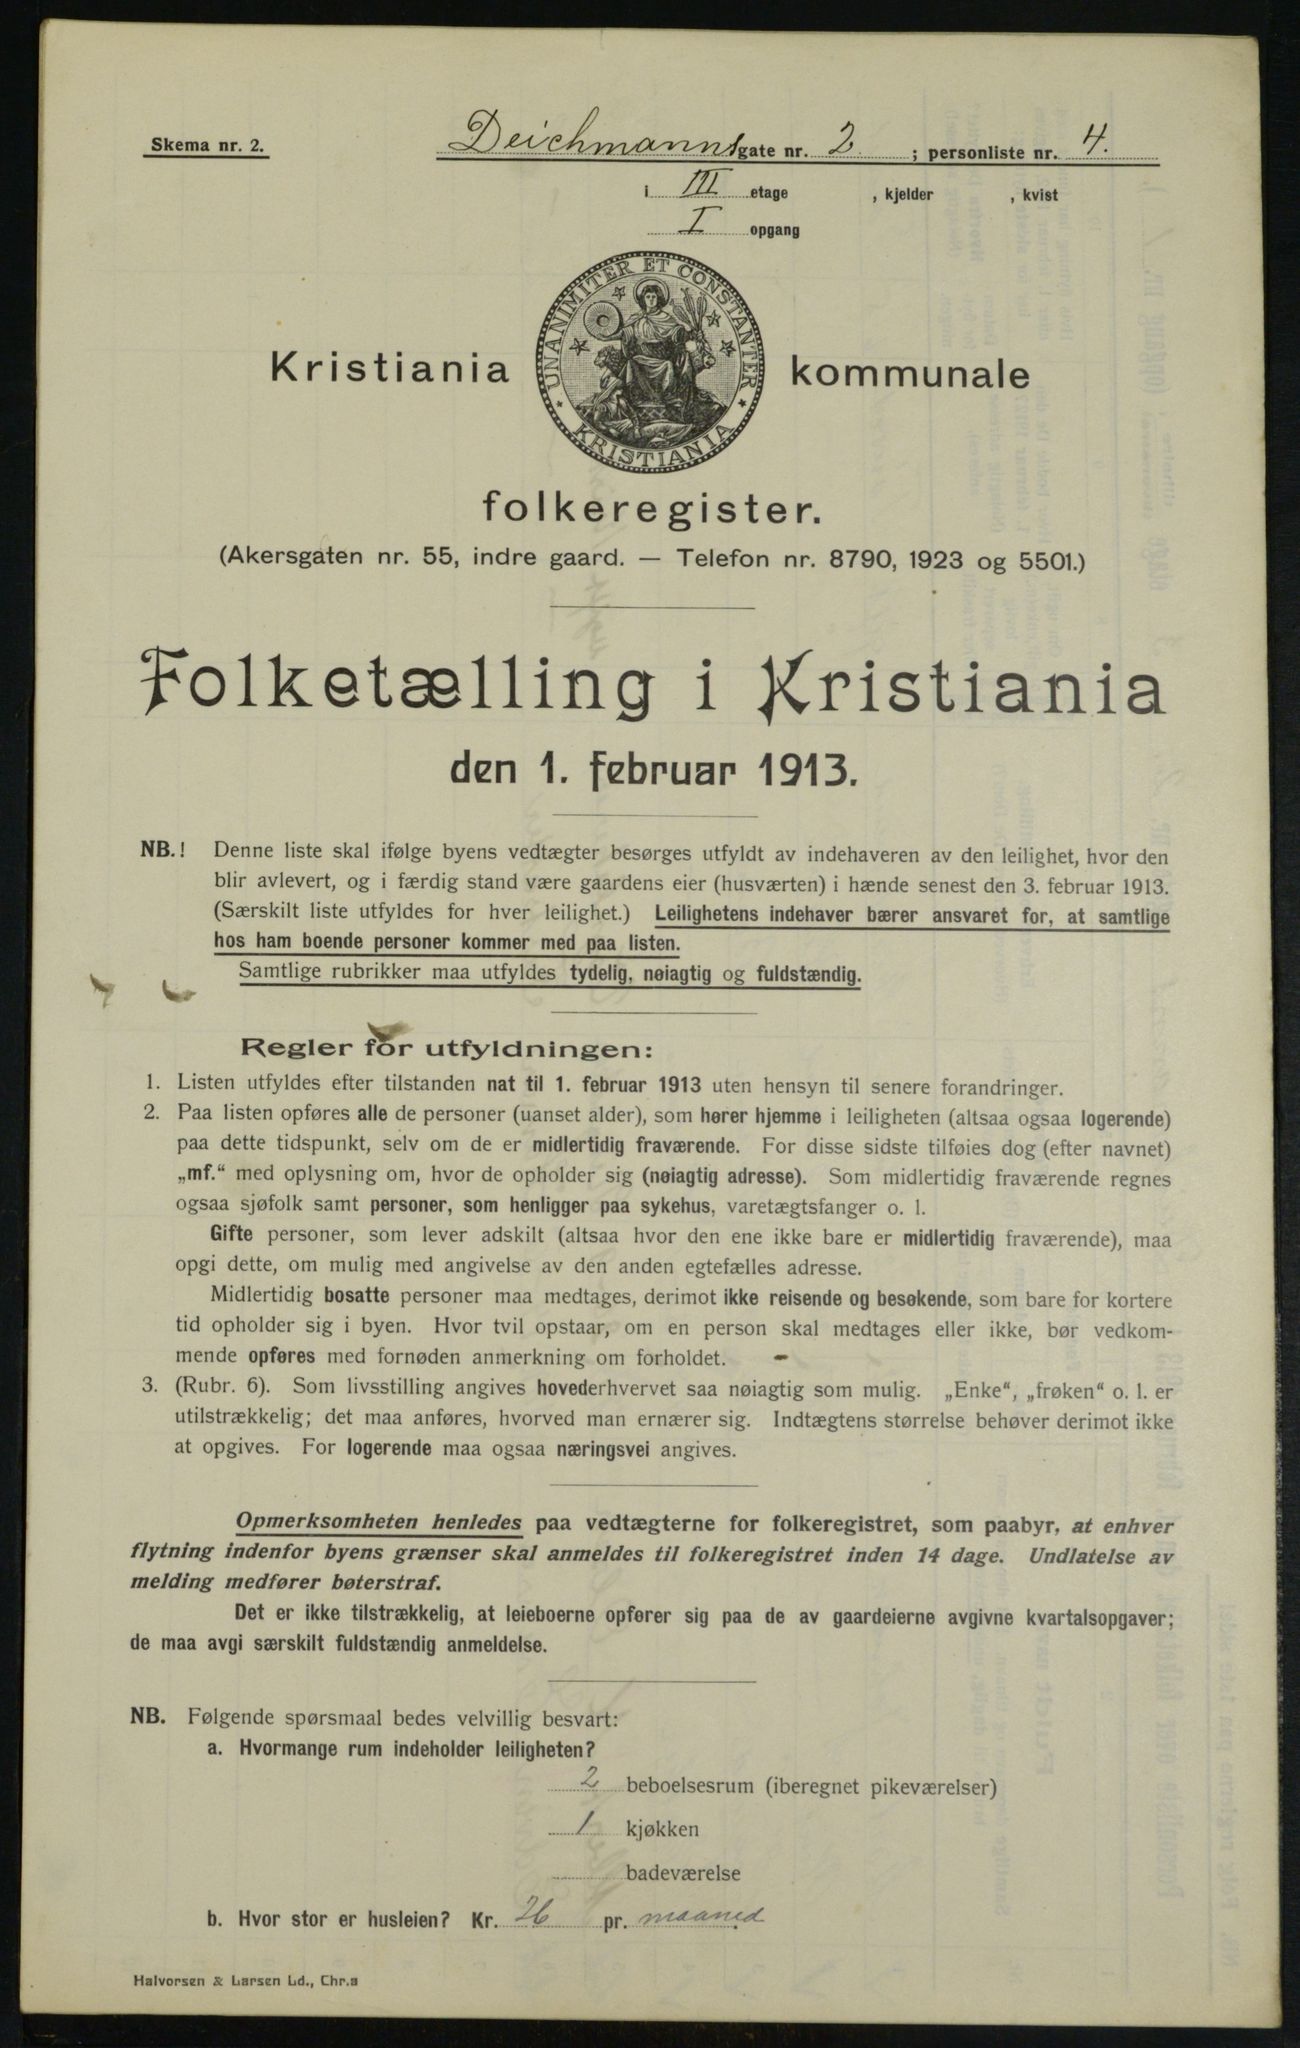 Skema nr. 2.
Deichmanns gate nr. 2 ; personliste nr. 4.
i III etage , kjelder , kvist
I opgang
UNANIMITER ET CONSTANTER
KRISTIANIA
Kristiania kommunale
folkeregister.
(Akersgaten nr. 55, indre gaard. — Telefon nr. 8790, 1923 og 5501.)
Folketælling i Kristiania
den 1. februar 1913.
NB.! Denne liste skal ifølge byens vedtægter besørges utfyldt av indehaveren av den leilighet, hvor den
blir avlevert, og i færdig stand være gaardens eier (husværten) i hænde senest den 3. februar 1913.
(Særskilt liste utfyldes for hver leilighet.) Leilighetens indehaver bærer ansvaret for, at samtlige
hos ham boende personer kommer med paa listen.
Samtlige rubrikker maa utfyldes tydelig, nøiagtig og fuldstændig.
Regler for utfyldningen:
1. Listen utfyldes efter tilstanden nat til 1. februar 1913 uten hensyn til senere forandringer.
2. Paa listen opføres alle de personer (uanset alder), som hører hjemme i leiligheten (altsaa ogsaa logerende)
paa dette tidspunkt, selv om de er midlertidig fraværende. For disse sidste tilføies dog (efter navnet)
„mf.“ med oplysning om, hvor de opholder sig (nøiagtig adresse). Som midlertidig fraværende regnes
ogsaa sjøfolk samt personer, som henligger paa sykehus, varetægtsfanger o. l.
Gifte personer, som lever adskilt (altsaa hvor den ene ikke bare er midlertidig fraværende), maa
opgi dette, om mulig med angivelse av den anden egtefælles adresse.
Midlertidig bosatte personer maa medtages, derimot ikke reisende og besøkende, som bare for kortere
tid opholder sig i byen. Hvor tvil opstaar, om en person skal medtages eller ikke, bør vedkom-
mende opføres med fornøden anmerkning om forholdet.
3. (Rubr. 6). Som livsstilling angives hovederhvervet saa nøiagtig som mulig. „Enke“, „frøken“ o. l. er
utilstrækkelig; det maa anføres, hvorved man ernærer sig. Indtægtens størrelse behøver derimot ikke
at opgives. For logerende maa ogsaa næringsvei angives.
Opmerksomheten henledes paa vedtægterne for folkeregistret, som paabyr, at enhver
flytning indenfor byens grænser skal anmeldes til folkeregistret inden 14 dage. Undlatelse av
melding medfører bøterstraf.
Det er ikke tilstrækkelig, at leieboerne opfører sig paa de av gaardeierne avgivne kvartalsopgaver;
de maa avgi særskilt fuldstændig anmeldelse.
NB. Følgende spørsmaal bedes velvillig besvart:
a. Hvormange rum indeholder leiligheten?
2 beboelsesrum (iberegnet pikeværelser)
1 kjøkken
badeværelse
b. Hvor stor er husleien? Kr. 26 pr. maaned
Halvorsen & Larsen Ld., Chr.a